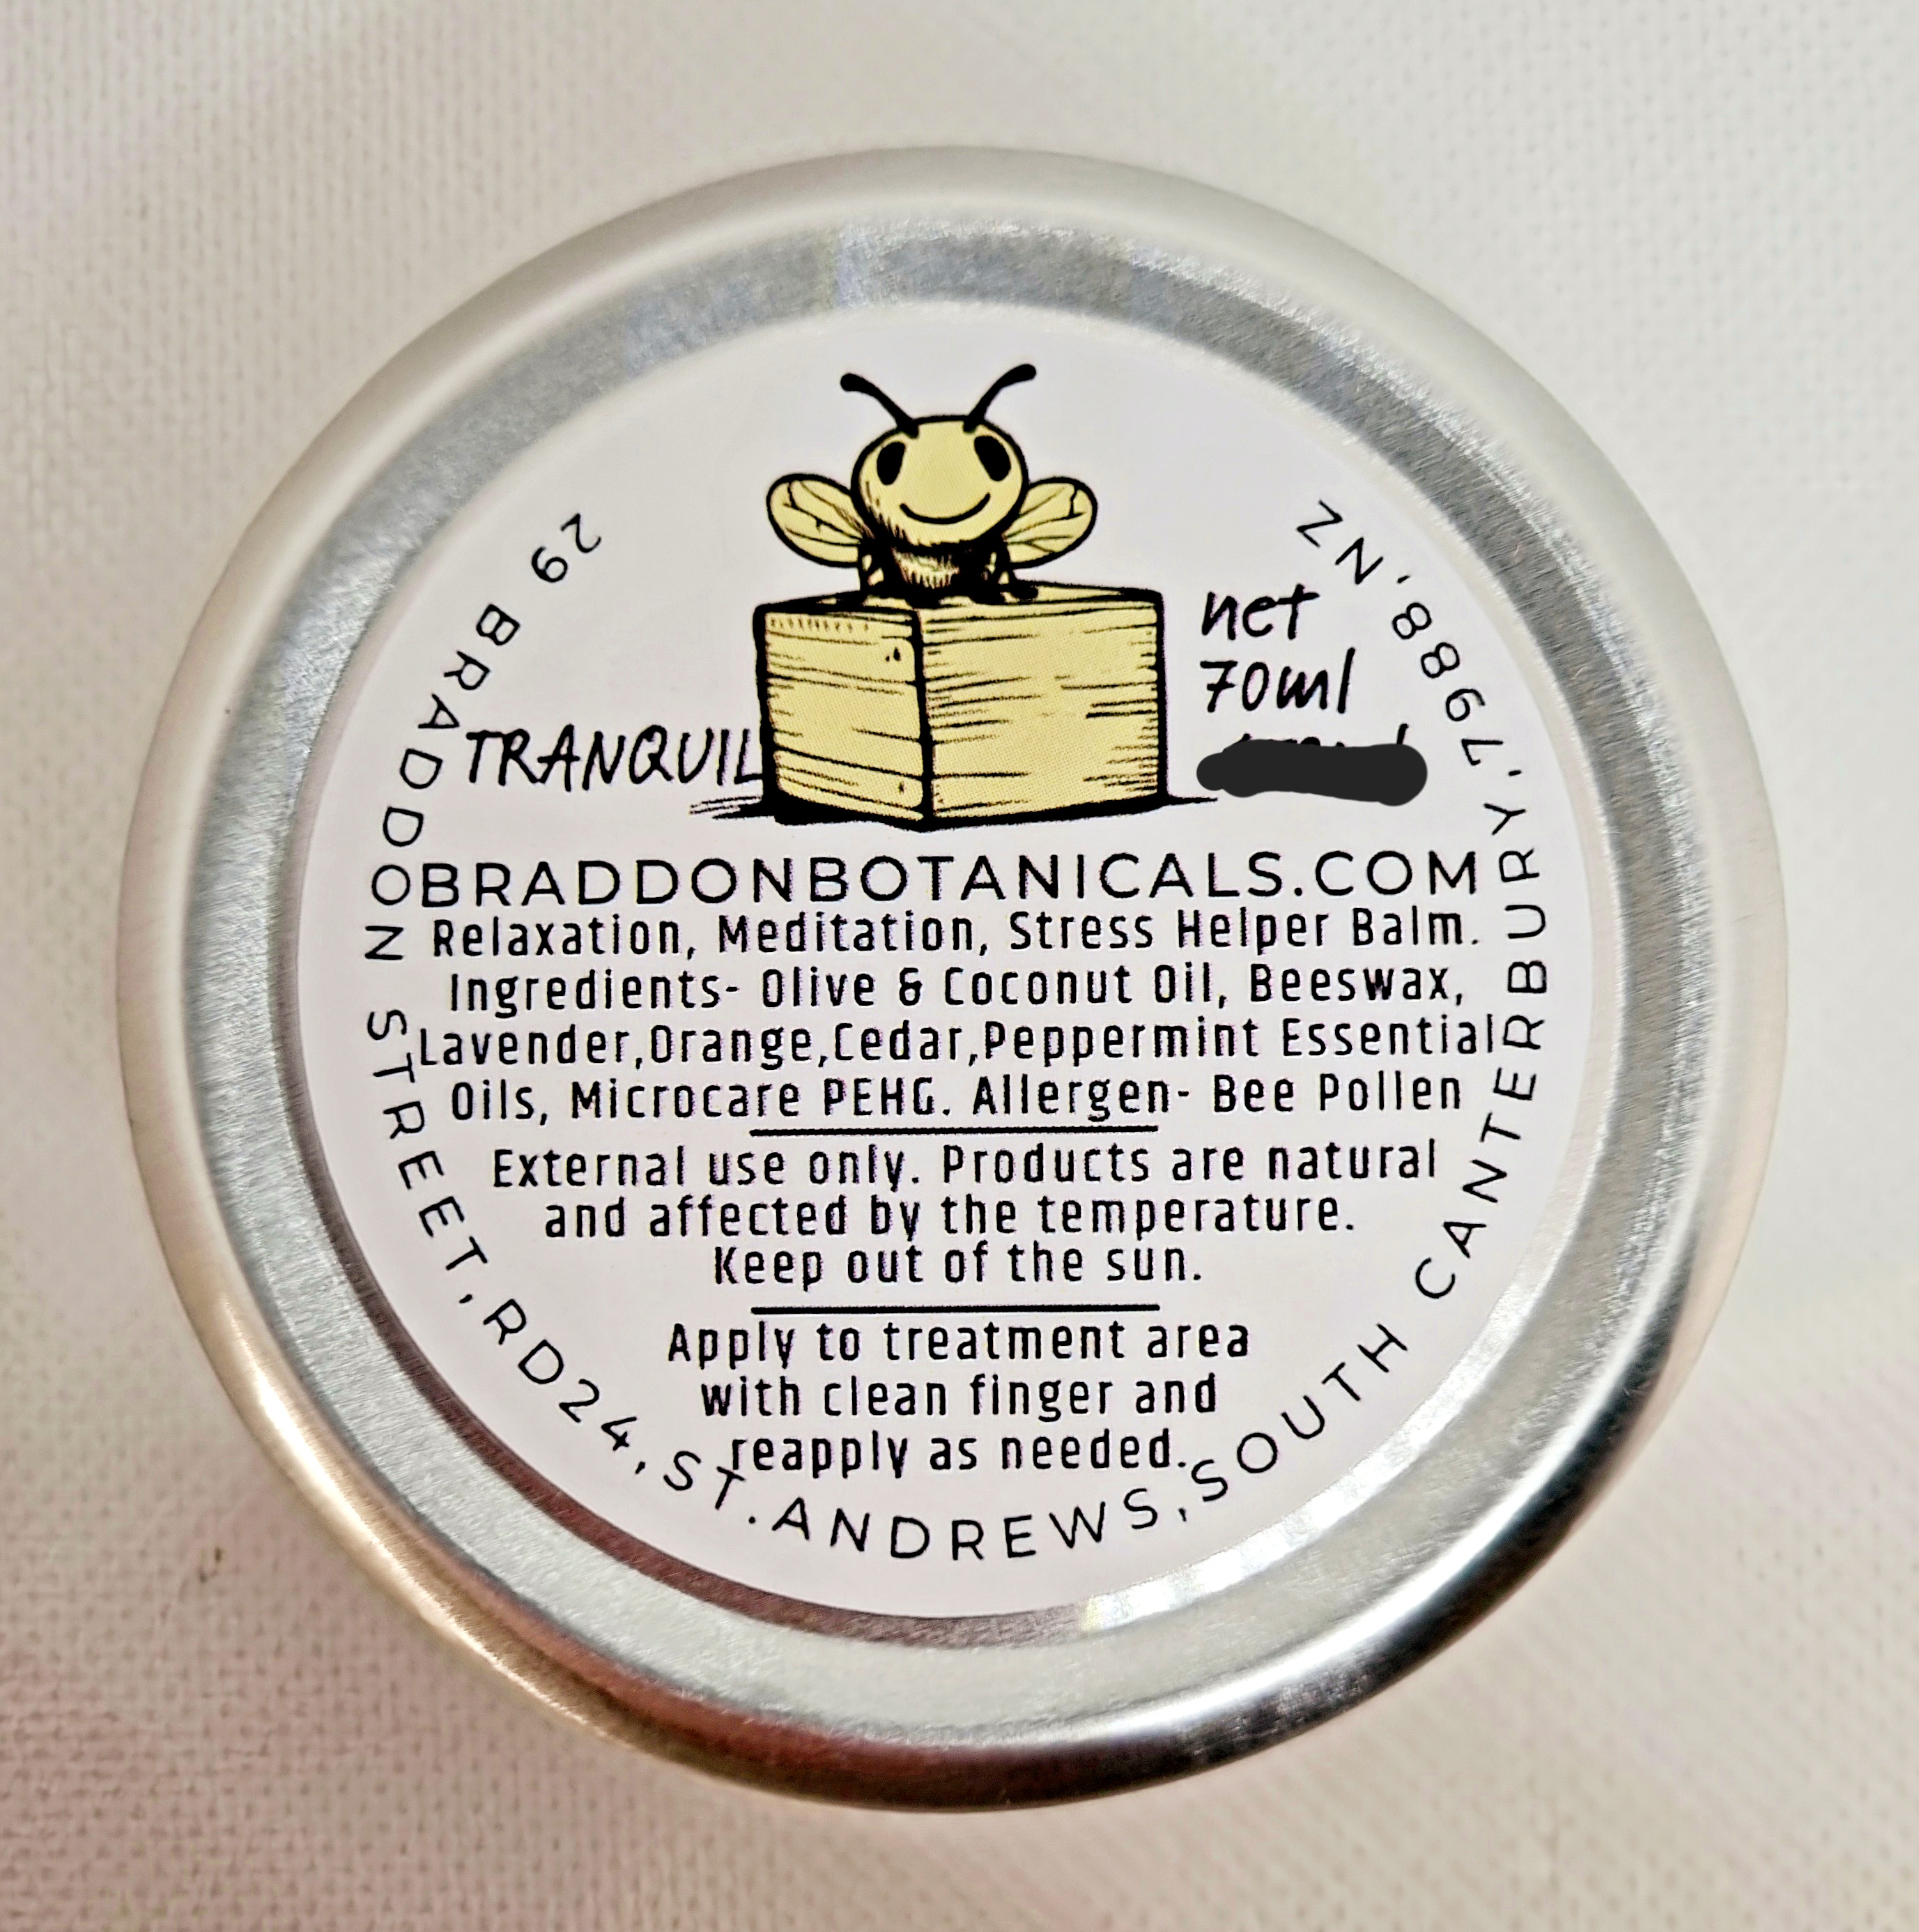 29 BRADDON STREET, RD24, ST. ANDREWS, SOUTH CANTERBURY, 7988, NZ
net
70ml
TRANQUIL
BRADDONBOTANICALS.COM
Relaxation, Meditation, Stress Helper Balm.
Ingredients- Olive & Coconut Oil, Beeswax,
Lavender,Orange,Cedar,Peppermint Essential
Oils, Microcare PEHG. Allergen- Bee Pollen
External use only. Products are natural
and affected by the temperature.
Keep out of the sun.
Apply to treatment area
with clean finger and
reapply as needed.